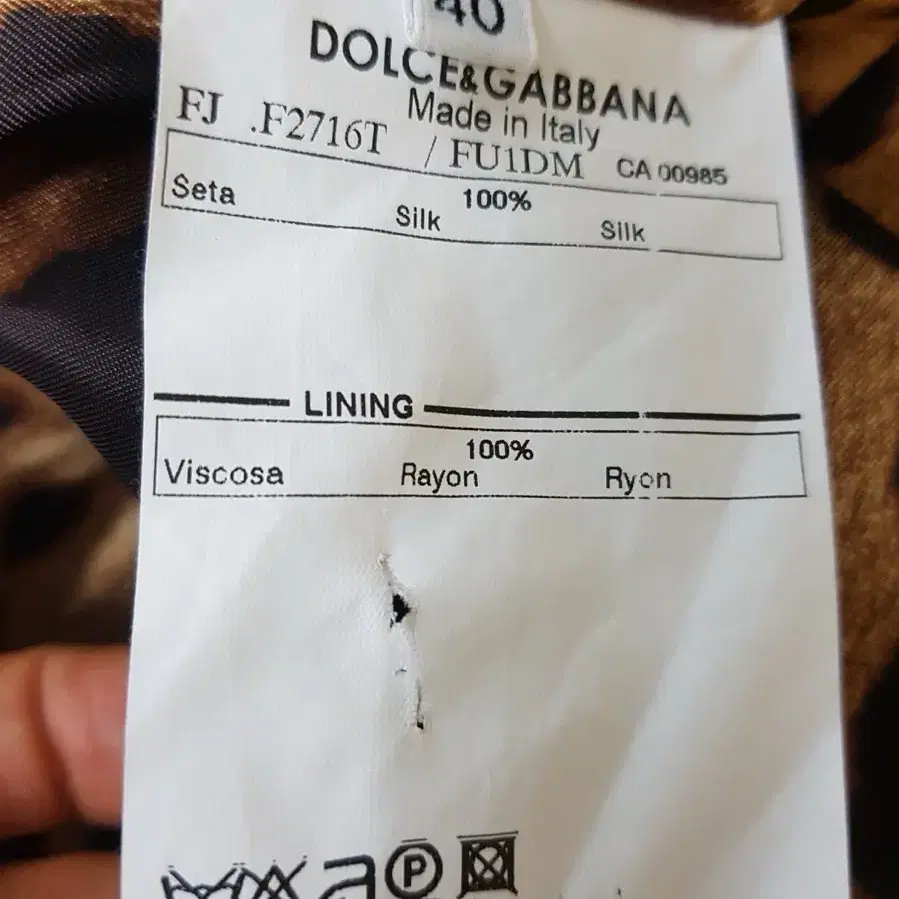 40
DOLCE&GABBANA
Made in Italy
FJ .F2716T / FU1DM CA 00985
100%
Seta Silk Silk
LINING
100%
Viscosa Rayon Ryon
P